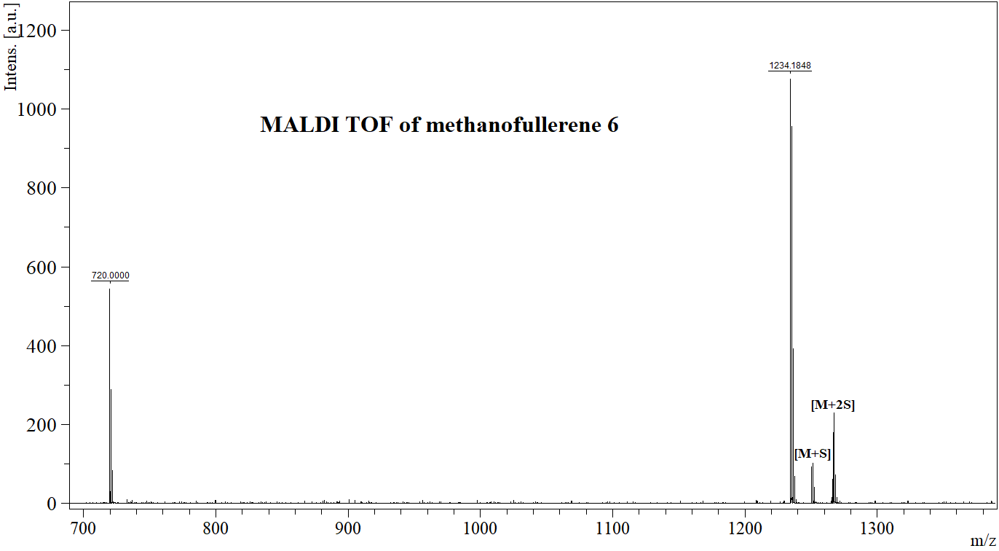 Intens. [a.u.]
1200
1234.1848
1000
MALDI TOF of methanofullerene 6
800
600
720.0000
400
[M+2S]
200
[M+S]
0
700 800 900 1000 1100 1200 1300
m/z